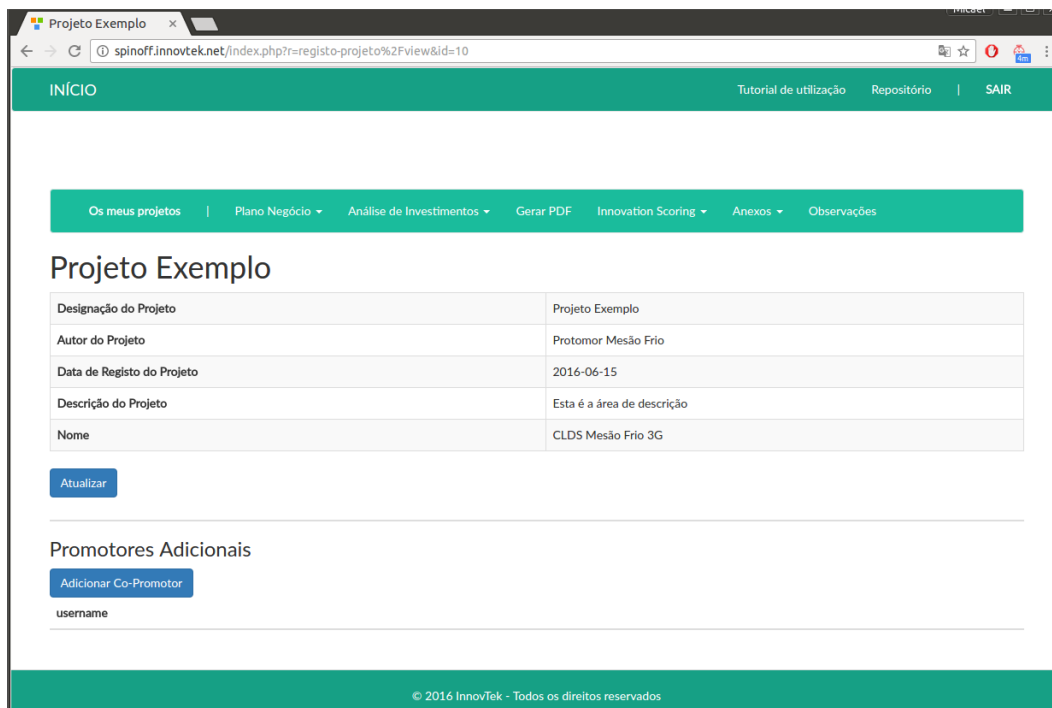 Micael
Projeto Exemplo
spinoff.innovtek.net/index.php?r=registo-projeto%2Fview&id=10
4m
INÍCIO Tutorial de utilização Repositório | SAIR
Os meus projetos | Plano Negócio Análise de Investimentos Gerar PDF Innovation Scoring Anexos Observações
Projeto Exemplo
Designação do Projeto Projeto Exemplo
Autor do Projeto Protomor Mesão Frio
Data de Registo do Projeto 2016-06-15
Descrição do Projeto Esta é a área de descrição
Nome CLDS Mesão Frio 3G
Atualizar
Promotores Adicionais
Adicionar Co-Promotor
username
© 2016 InnovTek - Todos os direitos reservados